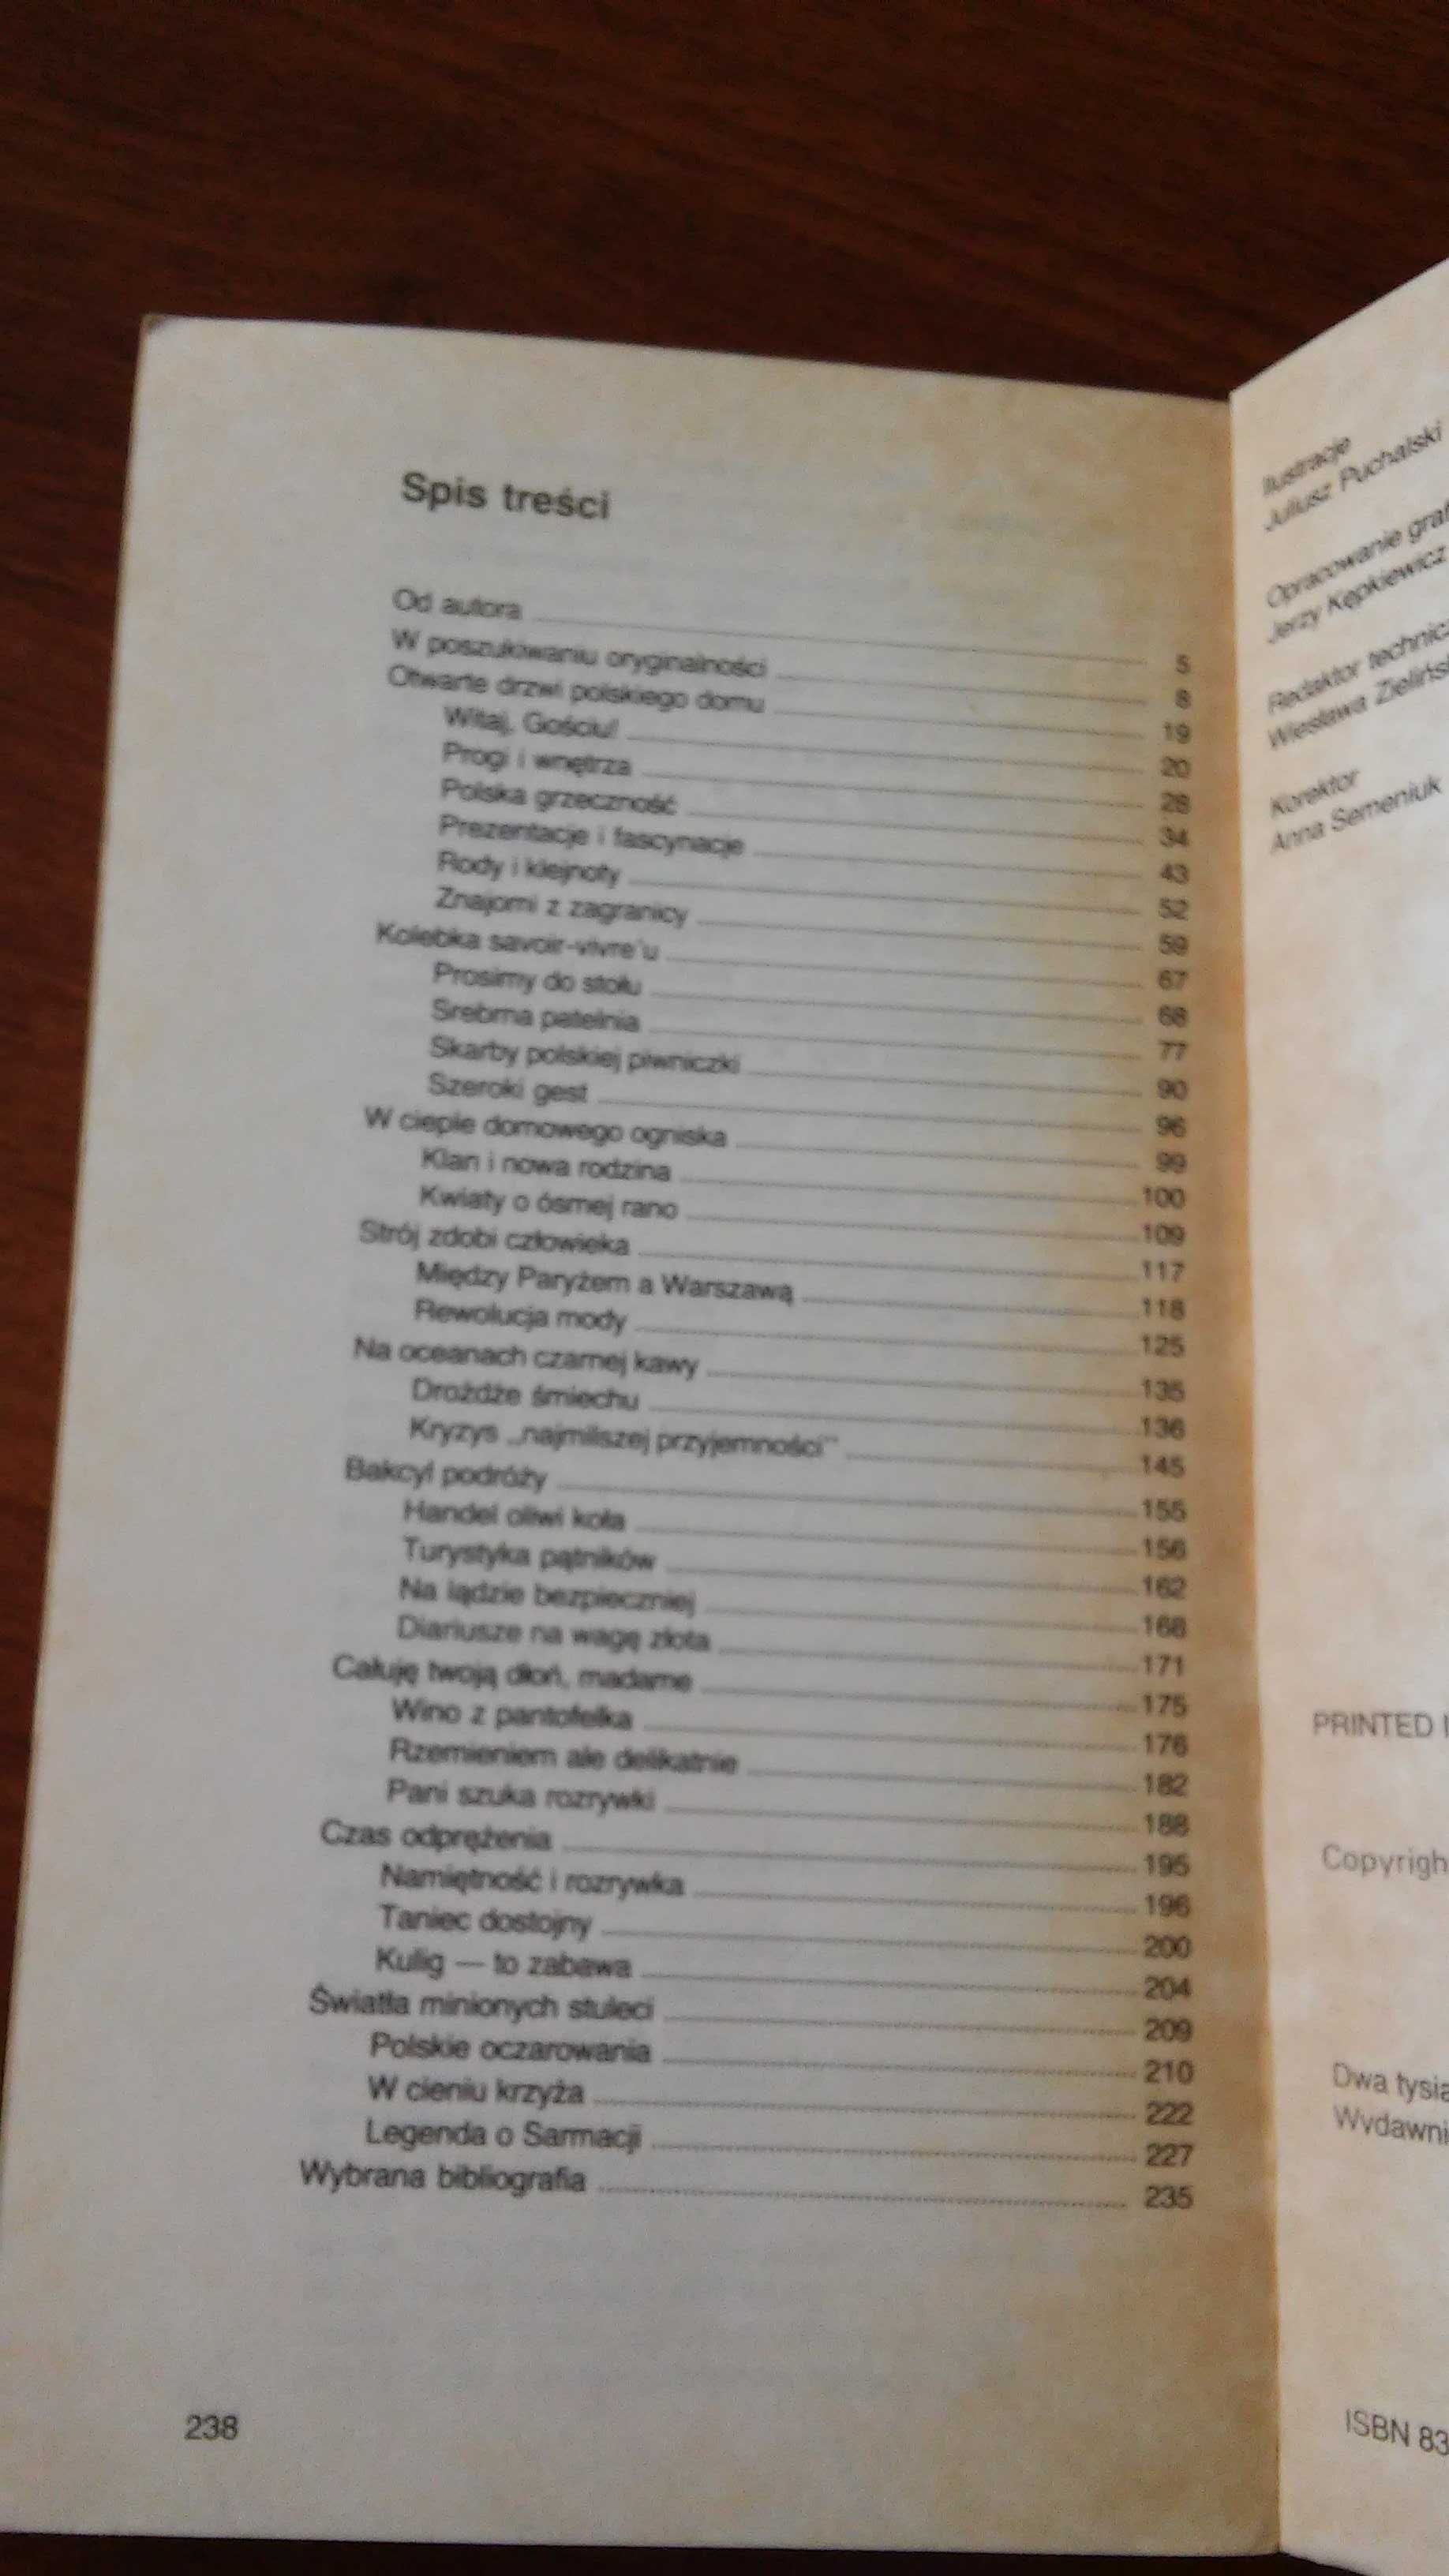 Spis treści
Od autora 5
W poszukiwaniu oryginalności 8
Otwarte drzwi polskiego domu 19
Witaj, Gościu! 20
Progi i wnętrza 28
Polska grzeczność 34
Prezentacje i fascynacje 43
Rody i klejnoty 52
Znajomi z zagranicy 59
Kolebka savoir-vivre'u 67
Prosimy do stołu 68
Srebrna patelnia 77
Skarby polskiej piwniczki 90
Szeroki gest 96
W cieple domowego ogniska 99
Klan i nowa rodzina 100
Kwiaty o ósmej rano 109
Strój zdobi człowieka 117
Między Paryżem a Warszawą 118
Rewolucja mody 125
Na oceanach czarnej kawy 135
Drożdże śmiechu 136
Kryzys „najmilszej przyjemności" 145
Bakcyl podróży 155
Handel oliwi koła 156
Turystyka pątników 162
Na lądzie bezpieczniej 168
Diariusze na wagę złota 171
Całuję twoją dłoń, madame 175
Wino z pantofelka 176
Rzemieniem ale delikatnie 182
Pani szuka rozrywki 188
Czas odprężenia 195
Namiętność i rozrywka 196
Taniec dostojny 200
Kulig — to zabawa 204
Światła minionych stuleci 209
Polskie oczarowania 210
W cieniu krzyża 222
Legenda o Sarmacji 227
Wybrana bibliografia 235
238
Ilustracje
Juliusz Puchalski
Opracowanie graf
Jerzy Kępkiewicz
Redaktor technic
Wiesława Zielińs
Korektor
Anna Semeniuk
PRINTED I
Copyrigh
Dwa tysią
Wydawni
ISBN 83